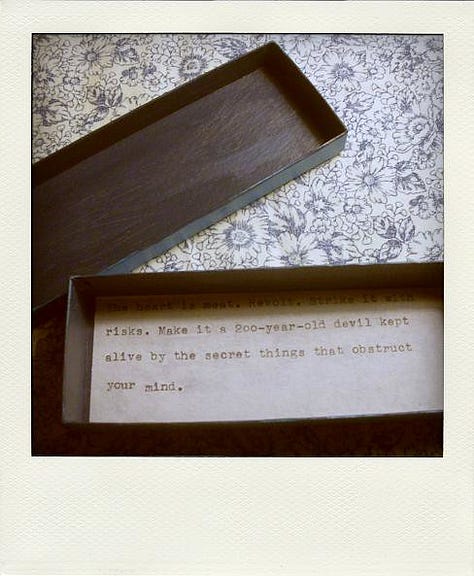 The heart is meat. Revolt. Strike it with
risks. Make it a 200-year-old devil kept
alive by the secret things that obstruct
your mind.